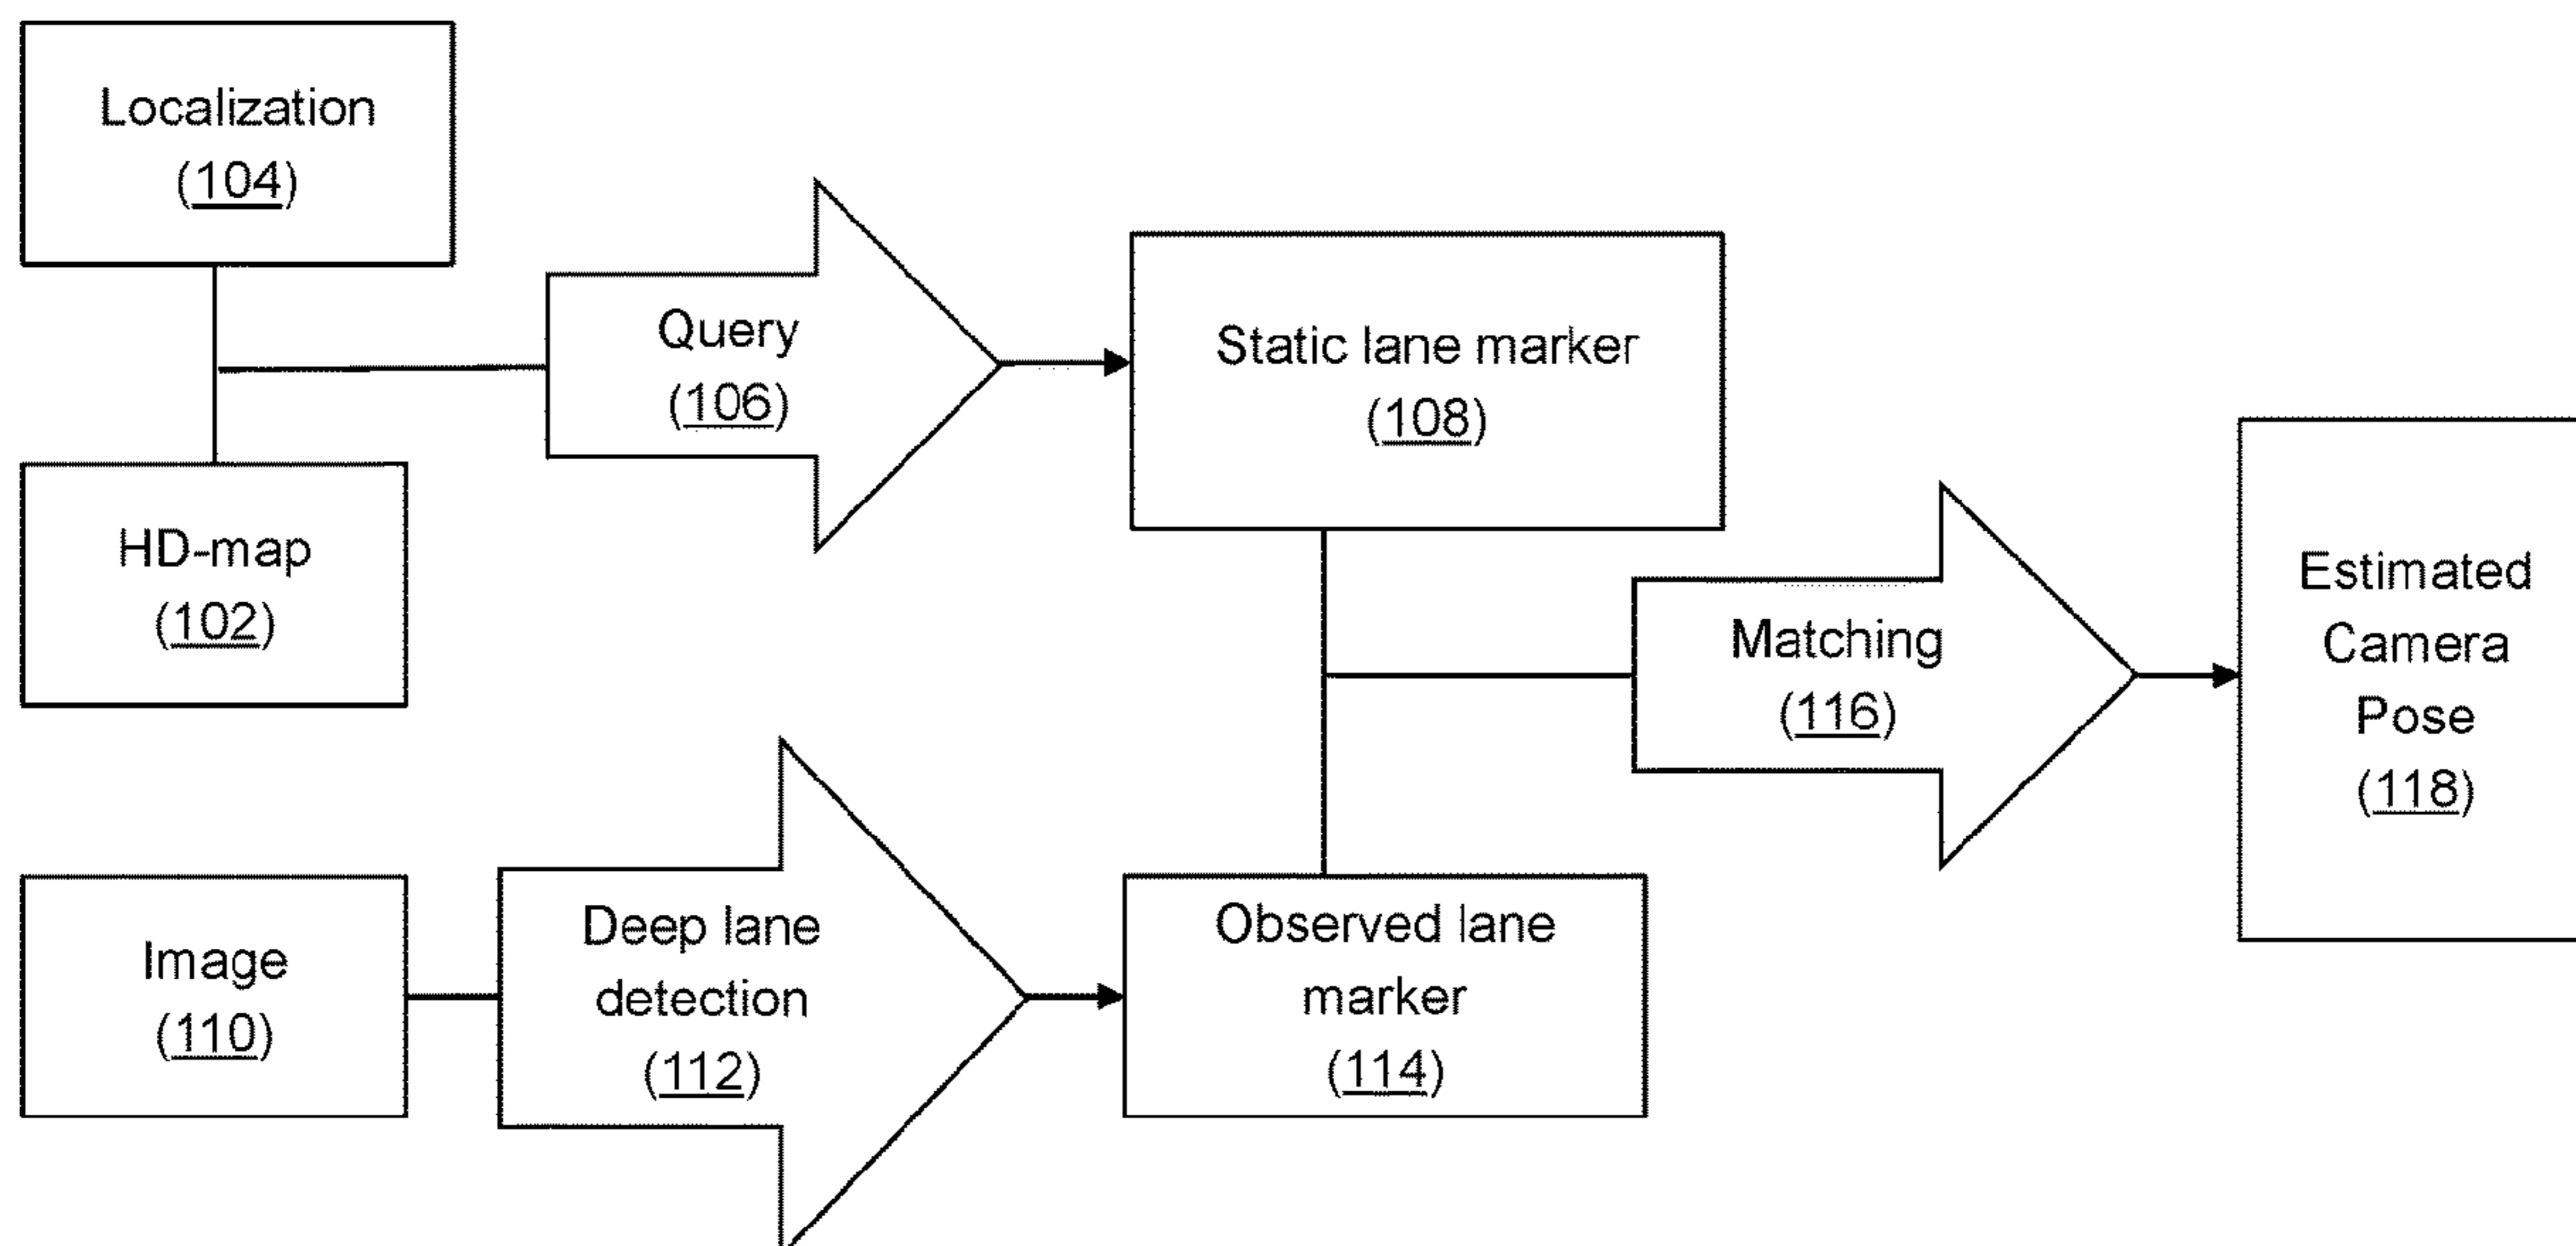 Localization
(104)
HD-map
(102)
Query
(106)
Static lane marker
(108)
Image
(110)
Deep lane
detection
(112)
Observed lane
marker
(114)
Matching
(116)
Estimated
Camera
Pose
(118)